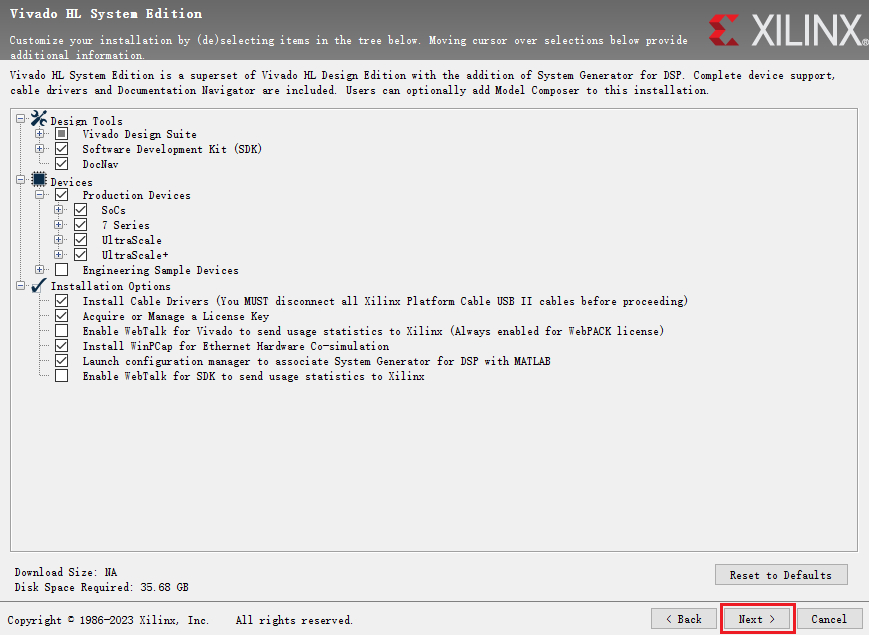 Vivado HL System Edition
Customize your installation by (de)selecting items in the tree below. Moving cursor over selections below provide
additional information.
XILINX®
Vivado HL System Edition is a superset of Vivado HL Design Edition with the addition of System Generator for DSP. Complete device support,
cable drivers and Documentation Navigator are included. Users can optionally add Model Composer to this installation.
Design Tools
Vivado Design Suite
Software Development Kit (SDK)
DocNav
Devices
Production Devices
SoCs
7 Series
UltraScale
UltraScale+
Engineering Sample Devices
Installation Options
Install Cable Drivers (You MUST disconnect all Xilinx Platform Cable USB II cables before proceeding)
Acquire or Manage a License Key
Enable WebTalk for Vivado to send usage statistics to Xilinx (Always enabled for WebPACK license)
Install WinPCap for Ethernet Hardware Co-simulation
Launch configuration manager to associate System Generator for DSP with MATLAB
Enable WebTalk for SDK to send usage statistics to Xilinx
Download Size: NA
Disk Space Required: 35.68 GB
Reset to Defaults
Copyright © 1986-2023 Xilinx, Inc. All rights reserved.
< Back
Next >
Cancel